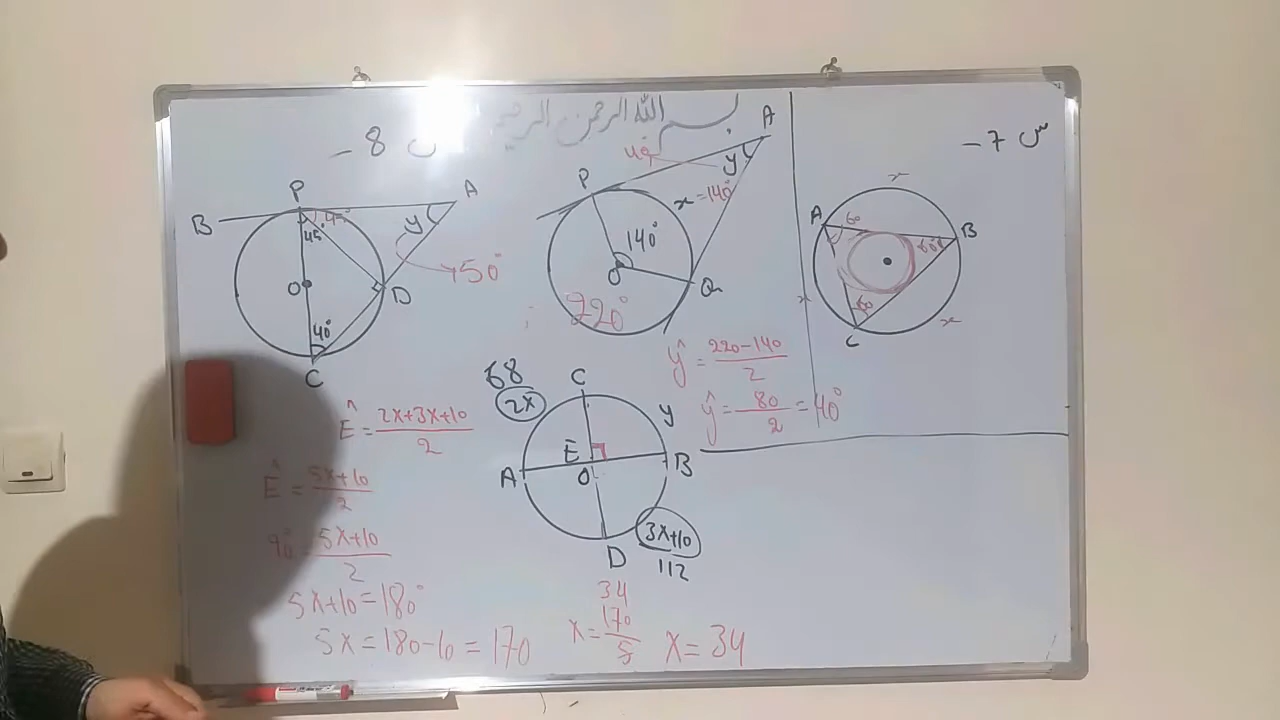 بسم الله الرحمن الرحيم
س 7 -
A
60
x
B
60°
x
60
C
x
A
y
40°
x = 140°
P
140°
O
Q
220°
ŷ = 220-140 / 2
ŷ = 80 / 2 = 40°
8 -
P
A
B
y
45°
45°
50°
O
D
40°
C
68
2x
C
y
E
A
O
B
3x+10
D
112
Ê = 2x+3x+10 / 2
Ê = 5x+10 / 2
90° = 5x+10 / 2
5x+10 = 180°
5x = 180-10 = 170
34
x = 170 / 5
x = 34